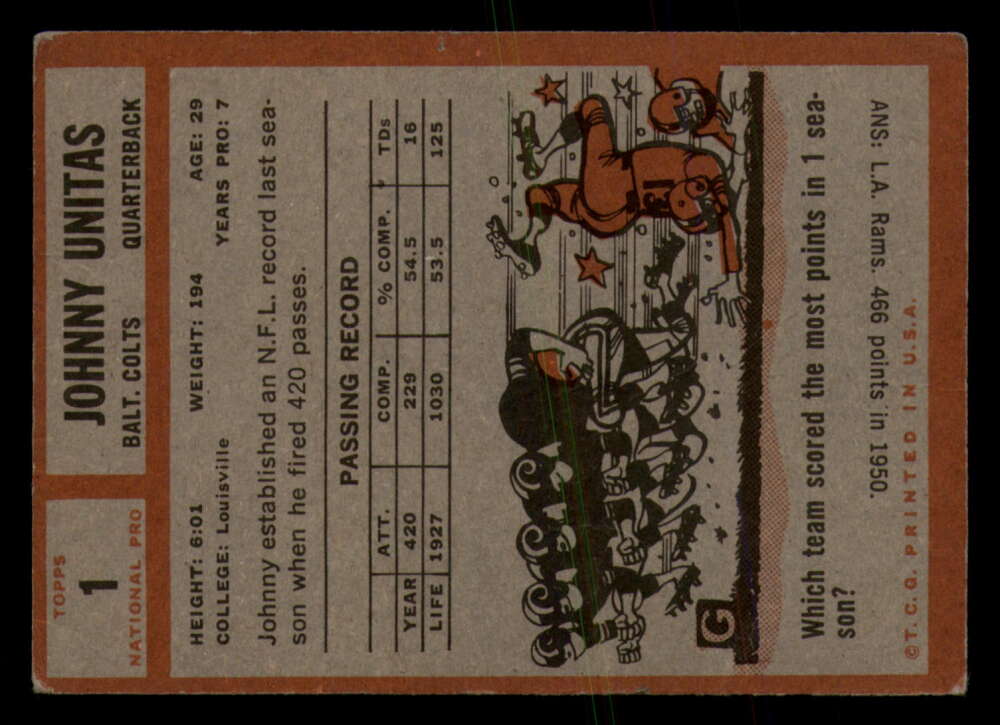 TOPPS
1
NATIONAL PRO
JOHNNY UNITAS
BALT. COLTS QUARTERBACK
HEIGHT: 6:01 WEIGHT: 194 AGE: 29
COLLEGE: Louisville YEARS PRO: 7
Johnny established an N.F.L. record last sea-
son when he fired 420 passes.
PASSING RECORD
ATT. COMP. % COMP. TDs
YEAR 420 229 54.5 16
LIFE 1927 1030 53.5 125
13
G
Which team scored the most points in 1 sea-
son?
ANS: L.A. Rams. 466 points in 1950.
©T.C.G. PRINTED IN U.S.A.